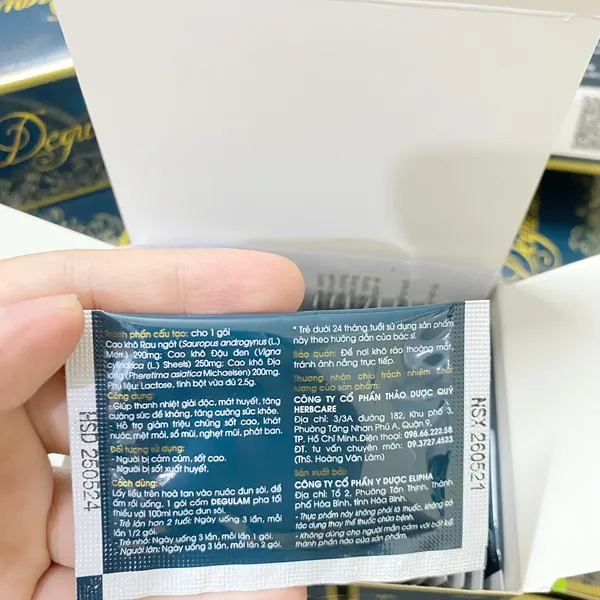 Degul
Thành phần cấu tạo: cho 1 gói
Cao khô Rau ngót (Sauropus androgynus (L.)
Merr.) 290mg; Cao khô Đậu đen (Vigna
cylindrica (L.) Sheels) 250mg; Cao khô Địa
long (Pheretima asiatica Michaelsen) 200mg.
Phụ liệu: Lactose, tinh bột vừa đủ 2.5g.
Công dụng:
- Giúp thanh nhiệt giải độc, mát huyết, tăng
cường sức đề kháng, tăng cường sức khỏe.
- Hỗ trợ giảm triệu chứng sốt cao, khát
nước, mệt mỏi, sổ mũi, nghẹt mũi, phát ban.
Đối tượng sử dụng:
- Người bị cảm cúm, sốt cao.
- Người bị sốt xuất huyết.
Cách dùng:
Lấy liều trên hoà tan vào nước đun sôi, để
ấm rồi uống, 1 gói cốm DEGULAM pha tối
thiểu với 100ml nước đun sôi.
- Trẻ lớn hơn 2 tuổi: Ngày uống 3 lần, mỗi
lần 1/2 gói.
- Trẻ nhỏ: Ngày uống 3 lần, mỗi lần 1 gói.
- Người lớn: Ngày uống 3 lần, mỗi lần 2 gói.
* Trẻ dưới 24 tháng tuổi sử dụng sản phẩm
này theo hướng dẫn của bác sĩ.
Bảo quản: Để nơi khô ráo thoáng mát,
tránh ánh nắng trực tiếp.
Thương nhân chịu trách nhiệm chất
lượng của sản phẩm:
CÔNG TY CỔ PHẦN THẢO DƯỢC QUÝ
HERBCARE
Địa chỉ: 3/3A đường 182, Khu phố 3,
Phường Tăng Nhơn Phú A, Quận 9,
TP. Hồ Chí Minh.Điện thoại: 098.66.222.58
ĐT. tư vấn chuyên môn: 09.3727.4523
(ThS. Hoàng Văn Lâm)
Sản xuất bởi:
CÔNG TY CỔ PHẦN Y DƯỢC ELIPHA
Địa chỉ: Tổ 2, Phường Tân Thịnh, Thành
phố Hòa Bình, tỉnh Hòa Bình.
- Thực phẩm này không phải là thuốc, không có
tác dụng thay thế thuốc chữa bệnh.
- Không dùng cho người mẫn cảm với bất kể
thành phần nào của sản phẩm.
HSD 260524
NSX 260521